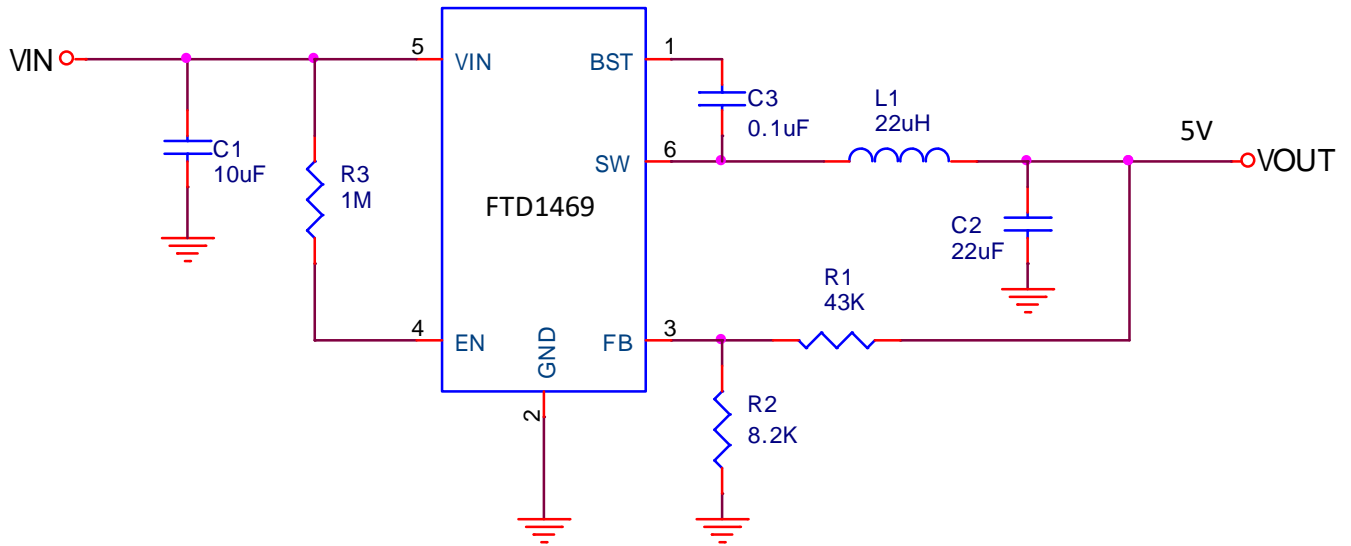 VIN
5
VIN
BST
1
C3
0.1uF
L1
22uH
5V
VOUT
C1
10uF
R3
1M
SW
6
FTD1469
C2
22uF
R1
43K
4
EN
GND
FB
3
2
R2
8.2K